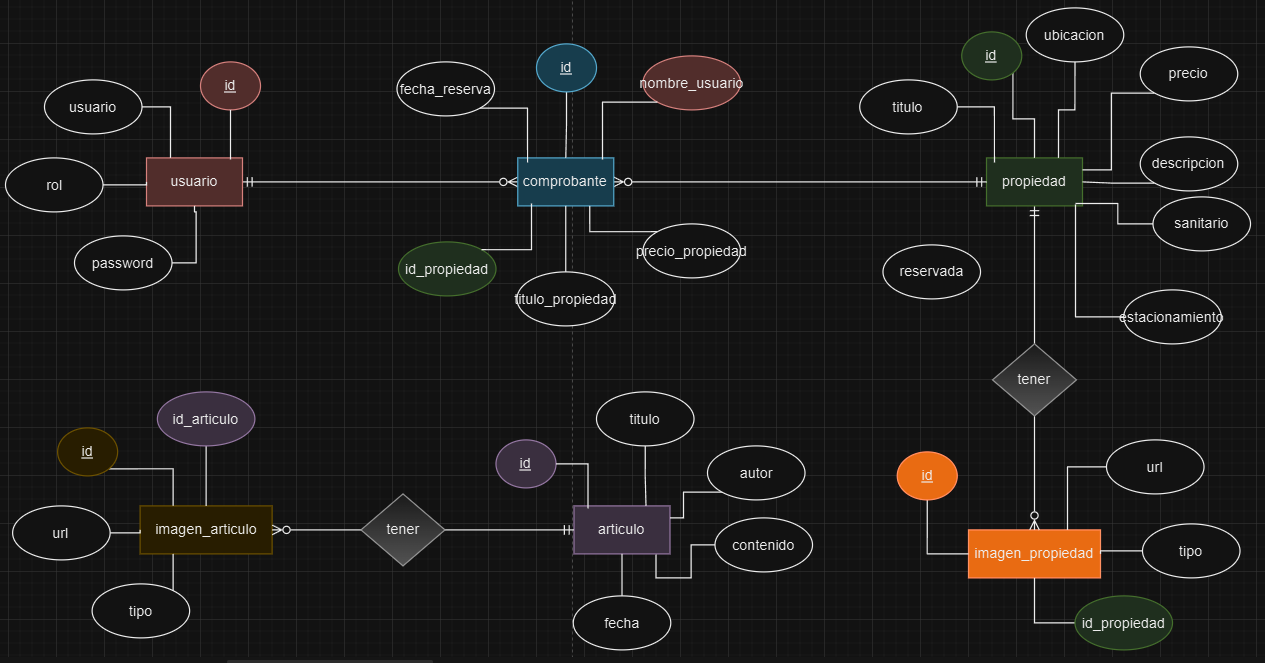 ubicacion
id
precio
id
id
fecha_reserva
nombre_usuario
usuario
titulo
descripcion
usuario
comprobante
propiedad
rol
sanitario
password
id_propiedad
precio_propiedad
reservada
titulo_propiedad
estacionamiento
tener
id_articulo
titulo
id
id
autor
url
id
url
imagen_articulo
tener
articulo
contenido
imagen_propiedad
tipo
tipo
fecha
id_propiedad